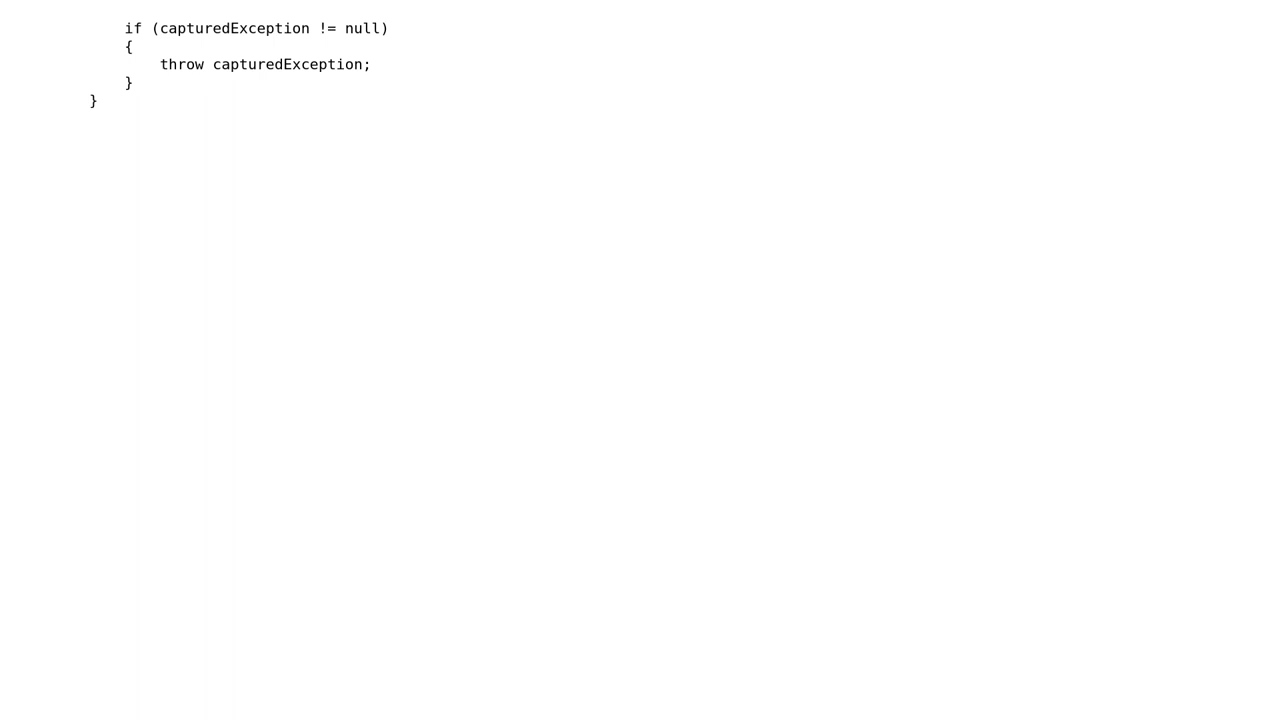 if (capturedException != null)
{
throw capturedException;
}
}